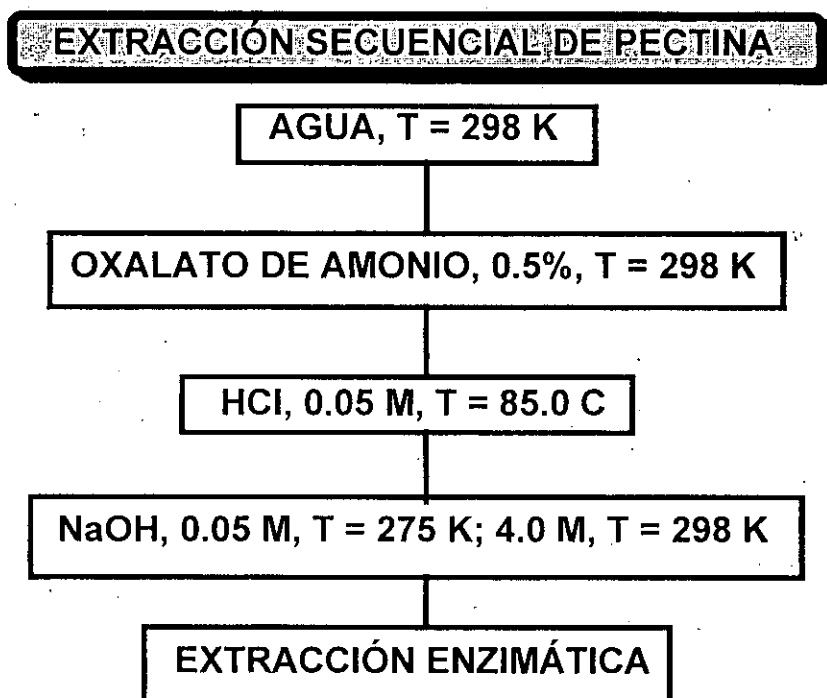 EXTRACCIÓN SECUENCIAL DE PECTINA
AGUA, T = 298 K
OXALATO DE AMONIO, 0.5%, T = 298 K
HCl, 0.05 M, T = 85.0 C
NaOH, 0.05 M, T = 275 K; 4.0 M, T = 298 K
EXTRACCIÓN ENZIMÁTICA